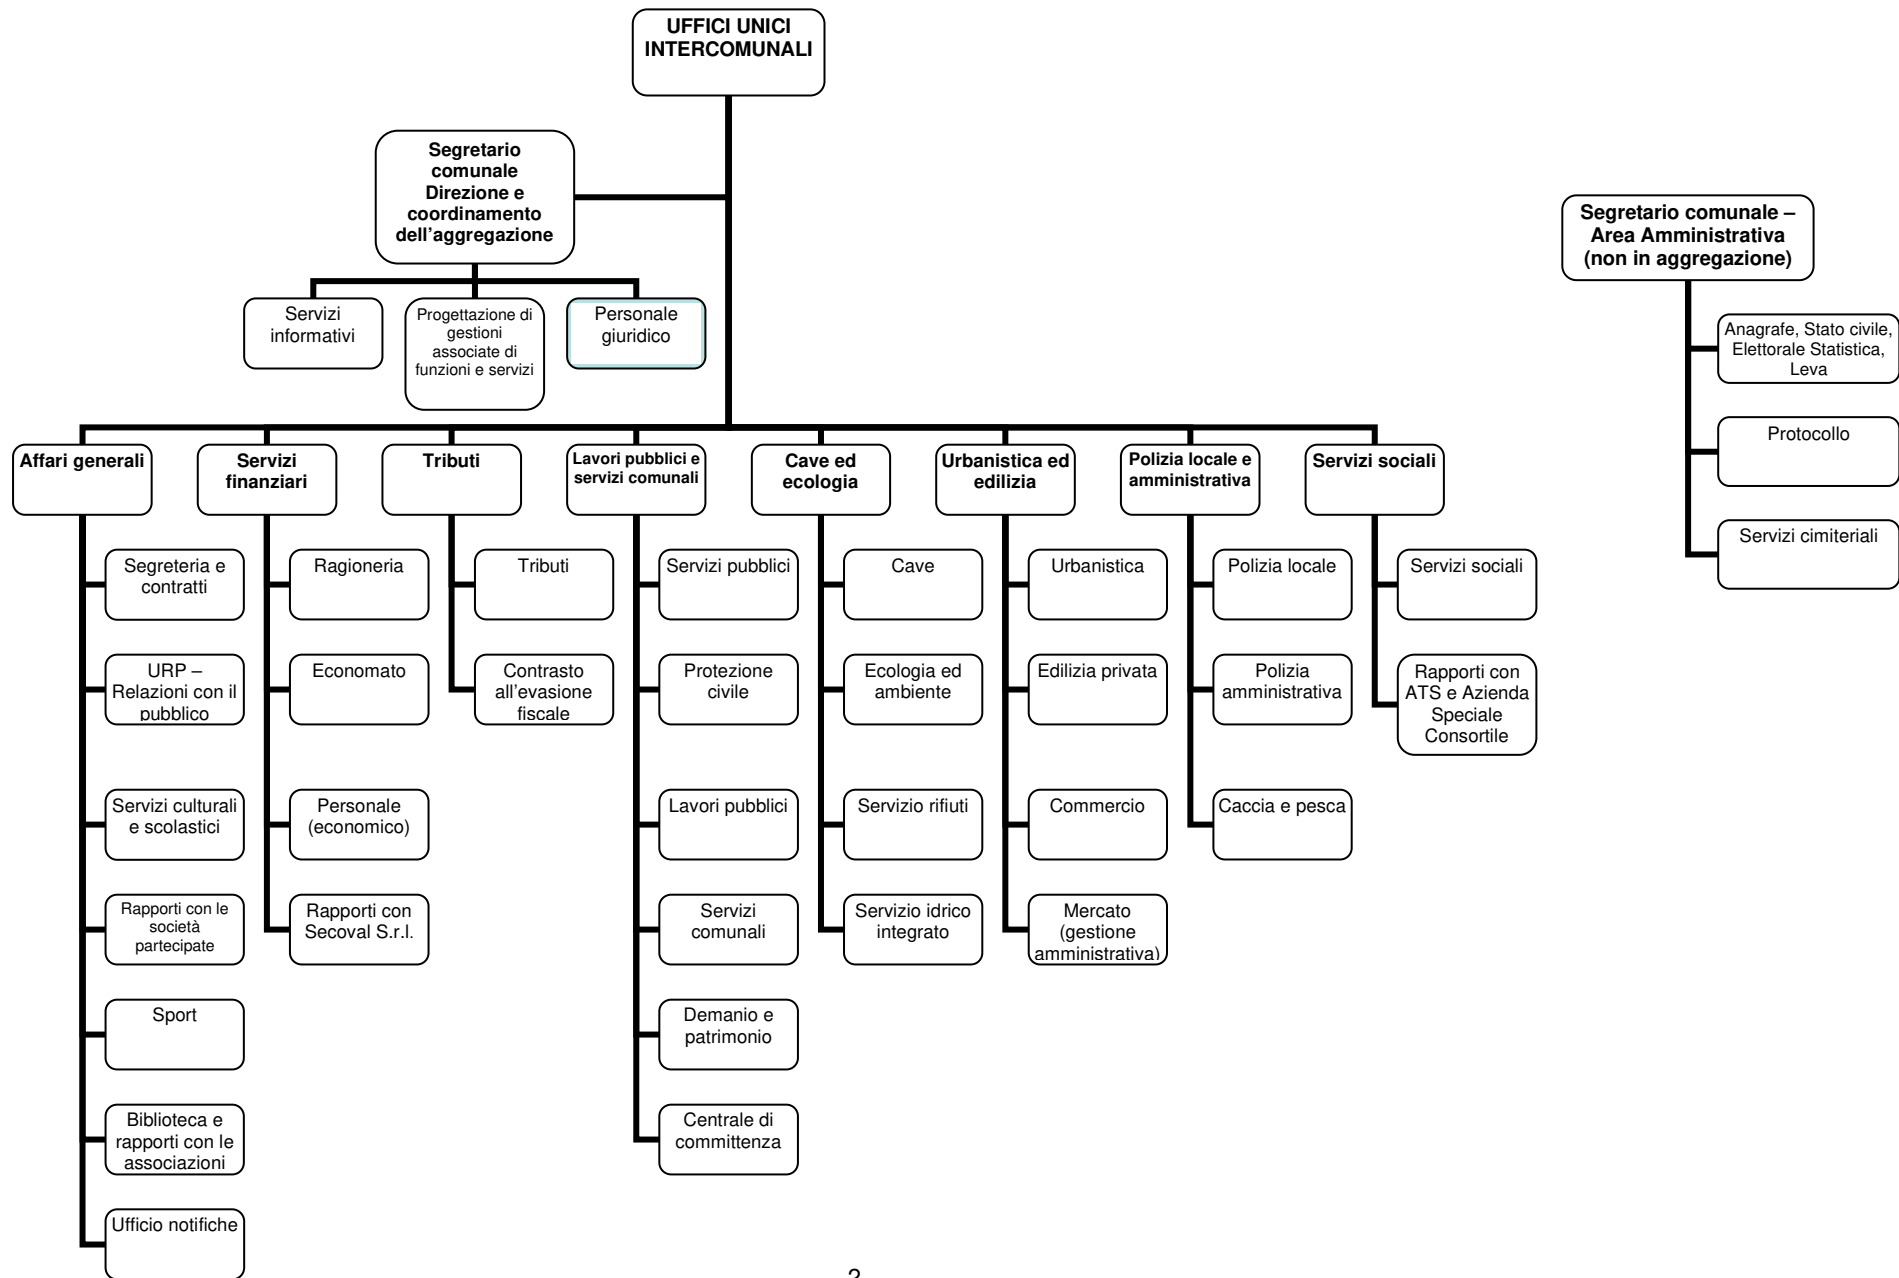 UFFICI UNICI
INTERCOMUNALI
Segretario
comunale
Direzione e
coordinamento
dell'aggregazione
Segretario comunale –
Area Amministrativa
(non in aggregazione)
Servizi
informativi
Progettazione di
gestioni
associate di
funzioni e servizi
Personale
giuridico
Anagrafe, Stato civile,
Elettorale Statistica,
Leva
Protocollo
Servizi cimiteriali
Affari generali
Segreteria e
contratti
URP –
Relazioni con il
pubblico
Servizi culturali
e scolastici
Rapporti con le
società
partecipate
Sport
Biblioteca e
rapporti con le
associazioni
Ufficio notifiche
Servizi
finanziari
Ragioneria
Economato
Personale
(economico)
Rapporti con
Secoval S.r.l.
Tributi
Tributi
Contrasto
all'evasione
fiscale
Lavori pubblici e
servizi comunali
Servizi pubblici
Protezione
civile
Lavori pubblici
Servizi
comunali
Demanio e
patrimonio
Centrale di
committenza
Cave ed
ecologia
Cave
Ecologia ed
ambiente
Servizio rifiuti
Servizio idrico
integrato
Urbanistica ed
edilizia
Urbanistica
Edilizia privata
Commercio
Mercato
(gestione
amministrativa)
Polizia locale e
amministrativa
Polizia locale
Polizia
amministrativa
Caccia e pesca
Servizi sociali
Servizi sociali
Rapporti con
ATS e Azienda
Speciale
Consortile
2